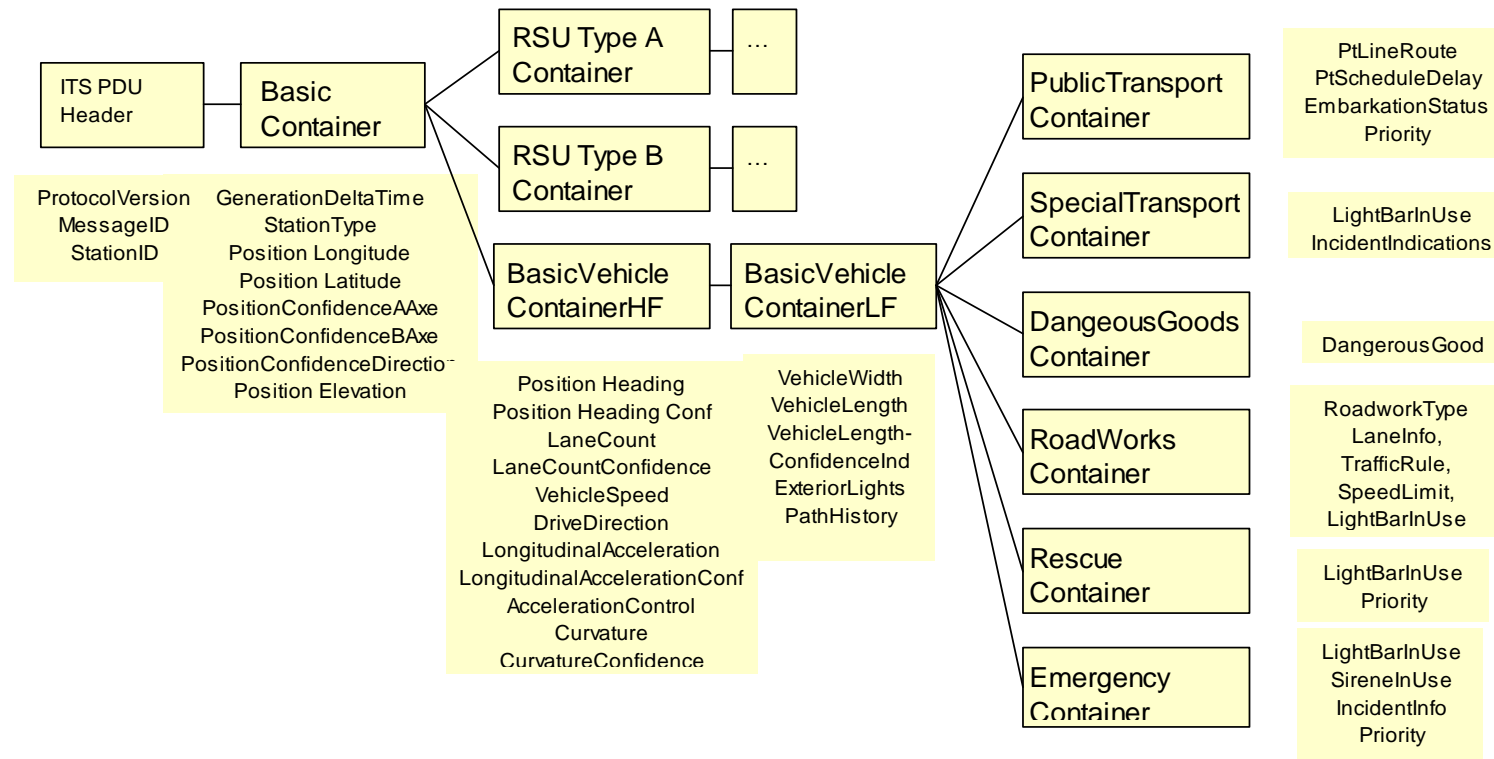 ITS PDU
Header
Basic
Container
RSU Type A
Container
…
RSU Type B
Container
…
BasicVehicle
ContainerHF
BasicVehicle
ContainerLF
PublicTransport
Container
SpecialTransport
Container
DangeousGoods
Container
RoadWorks
Container
Rescue
Container
Emergency
Container
ProtocolVersion
MessageID
StationID
GenerationDeltaTime
StationType
Position Longitude
Position Latitude
PositionConfidenceAAxe
PositionConfidenceBAxe
PositionConfidenceDirection
Position Elevation
Position Heading
Position Heading Conf
LaneCount
LaneCountConfidence
VehicleSpeed
DriveDirection
LongitudinalAcceleration
LongitudinalAccelerationConf
AccelerationControl
Curvature
CurvatureConfidence
VehicleWidth
VehicleLength
VehicleLength-
ConfidenceInd
ExteriorLights
PathHistory
PtLineRoute
PtScheduleDelay
EmbarkationStatus
Priority
LightBarInUse
IncidentIndications
DangerousGood
RoadworkType
LaneInfo,
TrafficRule,
SpeedLimit,
LightBarInUse
LightBarInUse
Priority
LightBarInUse
SireneInUse
IncidentInfo
Priority